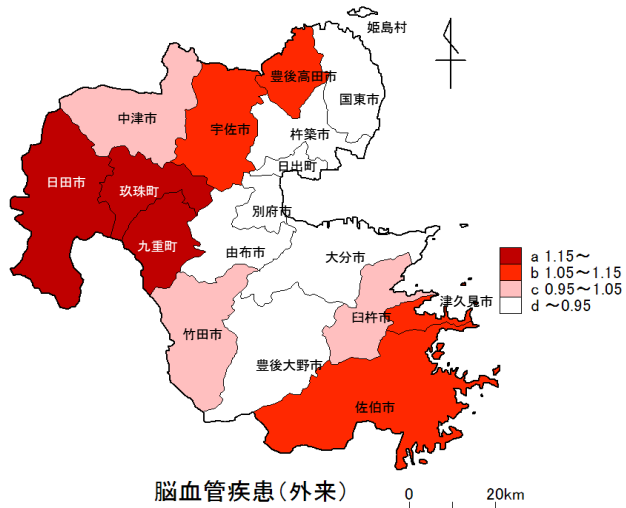 姫島村
豊後高田市
国東市
中津市
宇佐市
杵築市
日出町
日田市
玖珠町
別府市
九重町
由布市
大分市
a 1.15～
b 1.05～1.15
c 0.95～1.05
d ～0.95
津久見市
臼杵市
竹田市
豊後大野市
佐伯市
脳血管疾患（外来）
0 20km